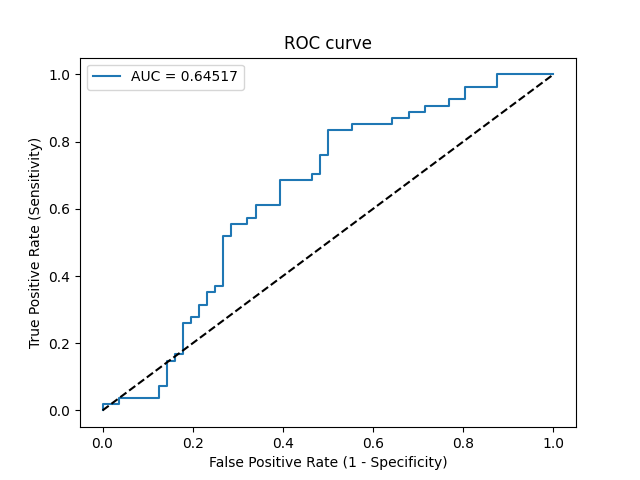 ROC curve
AUC = 0.64517
1.0
0.8
0.6
0.4
0.2
0.0
True Positive Rate (Sensitivity)
0.0 0.2 0.4 0.6 0.8 1.0
False Positive Rate (1 - Specificity)